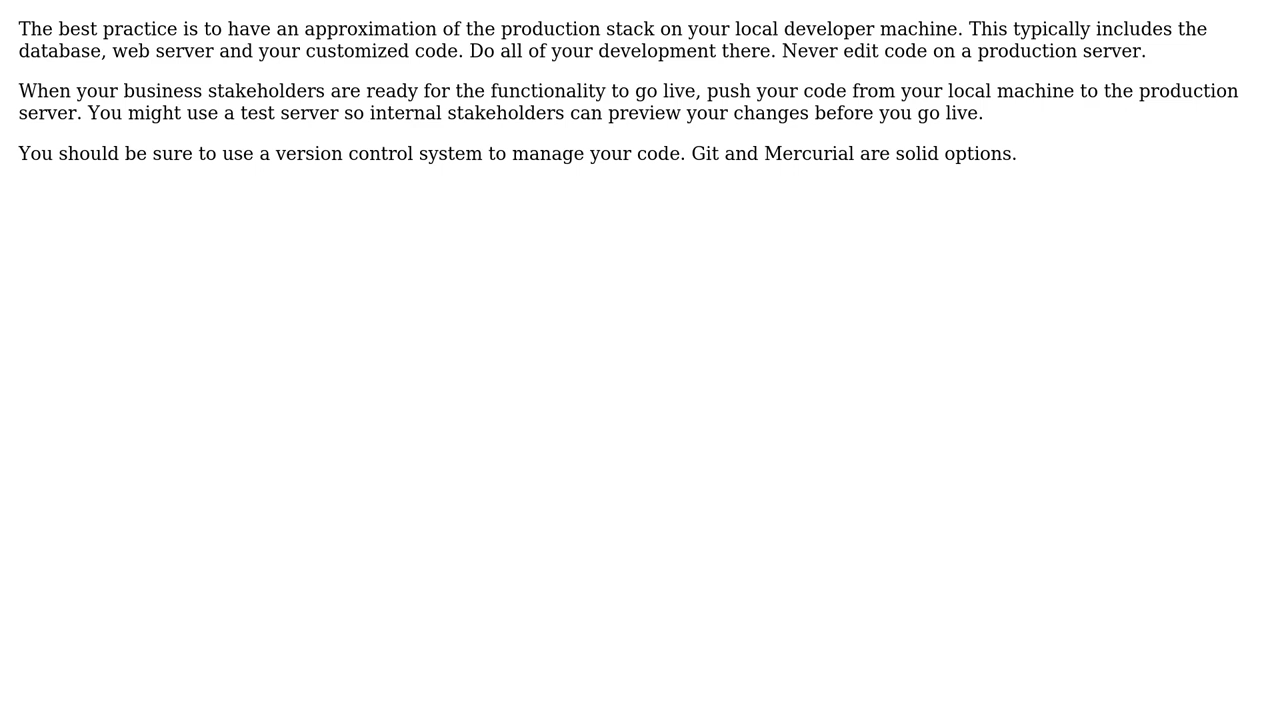 The best practice is to have an approximation of the production stack on your local developer machine. This typically includes the
database, web server and your customized code. Do all of your development there. Never edit code on a production server.
When your business stakeholders are ready for the functionality to go live, push your code from your local machine to the production
server. You might use a test server so internal stakeholders can preview your changes before you go live.
You should be sure to use a version control system to manage your code. Git and Mercurial are solid options.